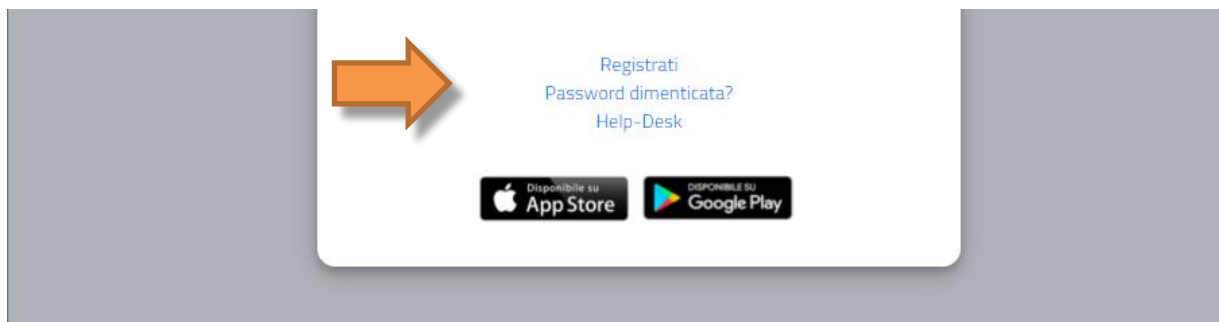 Registrati
Password dimenticata?
Help-Desk
Disponibile su
App Store
DISPONIBILE SU
Google Play